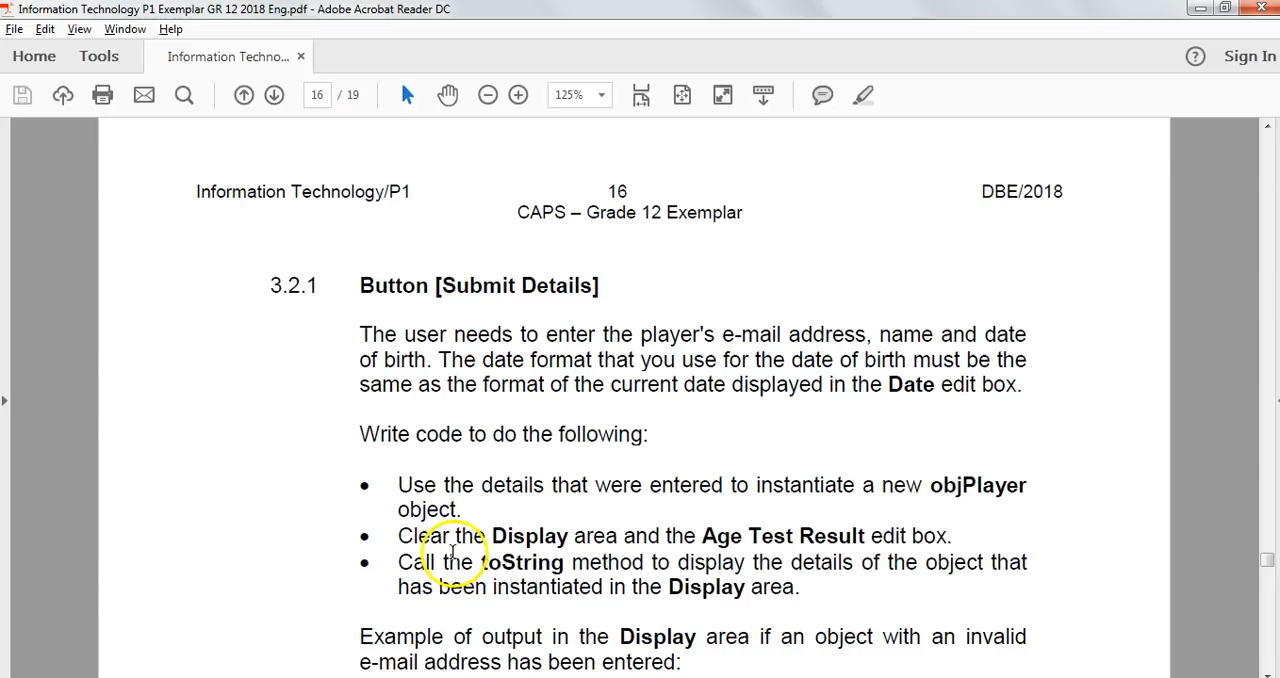 Information Technology P1 Exemplar GR 12 2018 Eng.pdf - Adobe Acrobat Reader DC
File Edit View Window Help
Home Tools Information Techno... × ? Sign In
16 / 19 125%
Information Technology/P1 16 DBE/2018
CAPS – Grade 12 Exemplar
3.2.1 Button [Submit Details]
The user needs to enter the player's e-mail address, name and date
of birth. The date format that you use for the date of birth must be the
same as the format of the current date displayed in the Date edit box.
Write code to do the following:
• Use the details that were entered to instantiate a new objPlayer
object.
• Clear the Display area and the Age Test Result edit box.
• Call the toString method to display the details of the object that
has been instantiated in the Display area.
Example of output in the Display area if an object with an invalid
e-mail address has been entered: